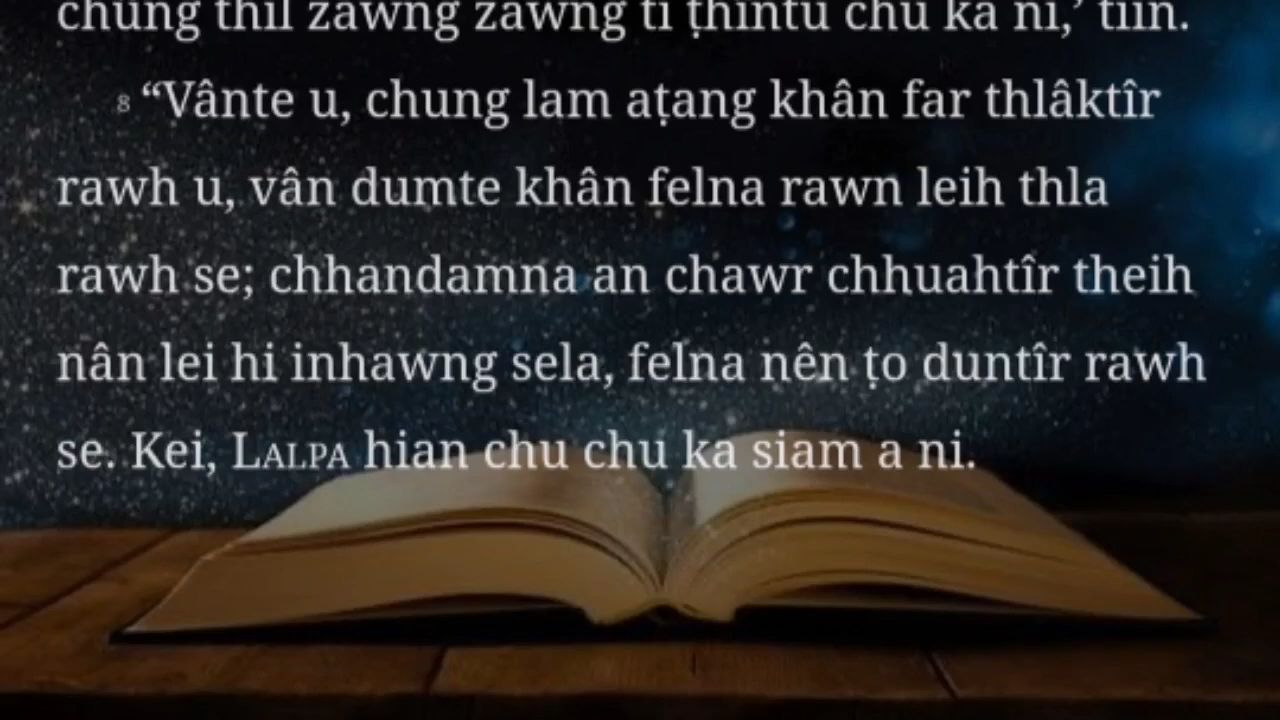 chung thil zawng zawng ti ṭhîntu chu ka ni,’ tiin.
8 “Vânte u, chung lam aṭang khân far thlâktîr
rawh u, vân dumte khân felna rawn leih thla
rawh se; chhandamna an chawr chhuahtîr theih
nân lei hi inhawng sela, felna nên ṭo duntîr rawh
se. Kei, LALPA hian chu chu ka siam a ni.